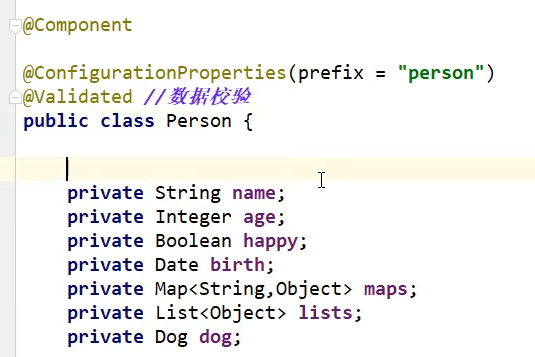 @Component
@ConfigurationProperties(prefix = "person")
@Validated //数据校验
public class Person {
private String name;
private Integer age;
private Boolean happy;
private Date birth;
private Map<String,Object> maps;
private List<Object> lists;
private Dog dog;